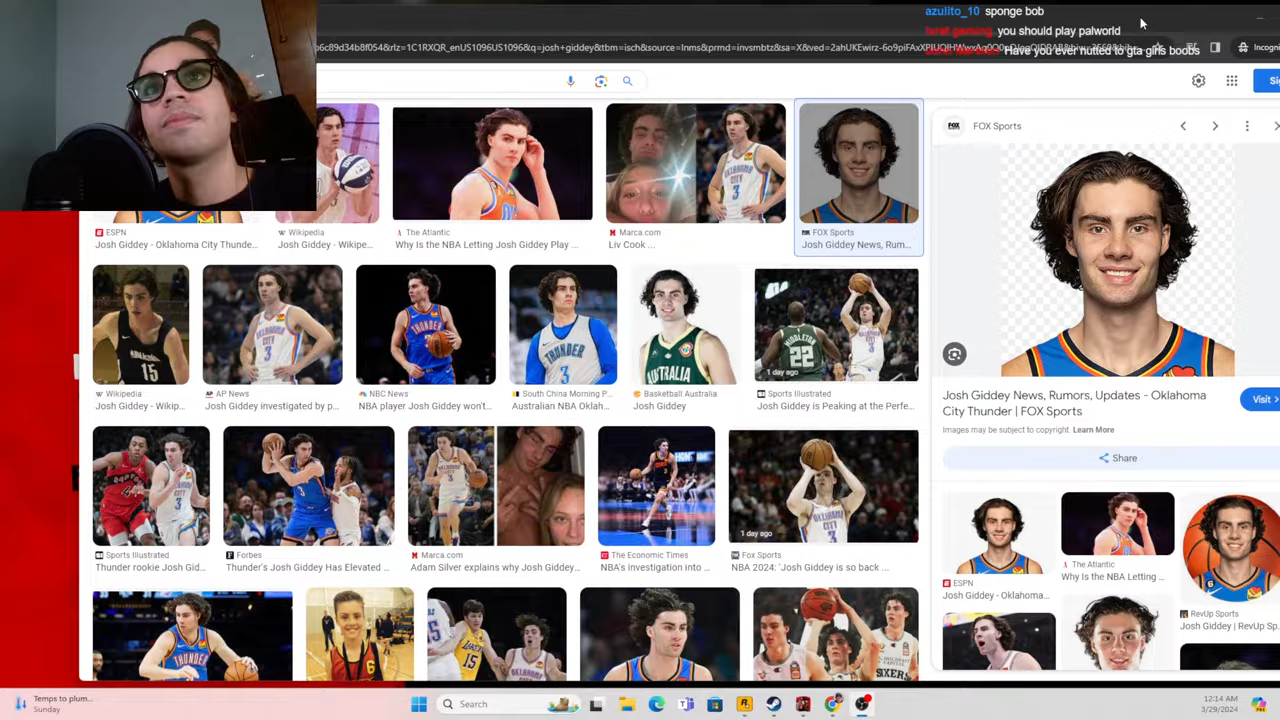 azulito_10 sponge bob
you should play palworld
Have you ever nutted to gta girls boobs
Incogn
FOX Sports
ESPN
Josh Giddey - Oklahoma City Thunde...
Wikipedia
Josh Giddey - Wikipe...
The Atlantic
Why Is the NBA Letting Josh Giddey Play ...
Marca.com
Liv Cook ...
FOX Sports
Josh Giddey News, Rum...
Wikipedia
Josh Giddey - Wikip...
AP News
Josh Giddey investigated by p...
NBC News
NBA player Josh Giddey won't...
South China Morning P...
Australian NBA Oklah...
Basketball Australia
Josh Giddey
1 day ago
Sports Illustrated
Josh Giddey is Peaking at the Perfe...
Josh Giddey News, Rumors, Updates - Oklahoma
City Thunder | FOX Sports
Visit
Images may be subject to copyright. Learn More
Share
Sports Illustrated
Thunder rookie Josh Gid...
Forbes
Thunder's Josh Giddey Has Elevated ...
Marca.com
Adam Silver explains why Josh Giddey...
The Economic Times
NBA's investigation into ...
1 day ago
Fox Sports
NBA 2024: 'Josh Giddey is so back ...
ESPN
Josh Giddey - Oklahoma...
The Atlantic
Why Is the NBA Letting ...
RevUp Sports
Josh Giddey | RevUp Sp...
Temps to plum...
Sunday
Search
12:14 AM
3/29/2024